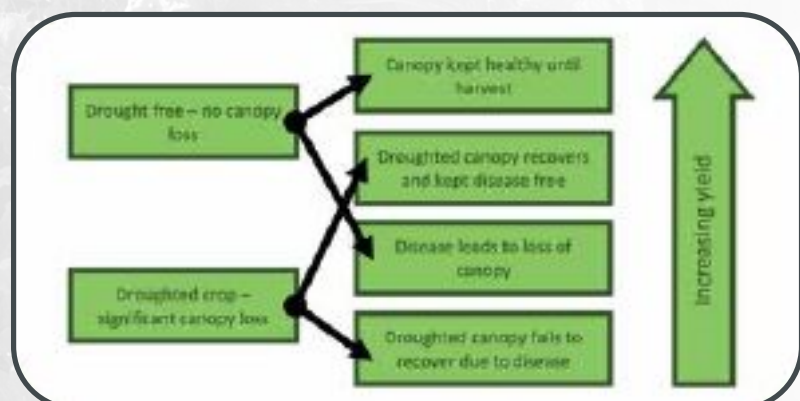 Drought free – no canopy
loss
Droughted crop –
significant canopy loss
Canopy kept healthy until
harvest
Droughted canopy recovers
and kept disease free
Disease leads to loss of
canopy
Droughted canopy fails to
recover due to disease
Increasing yield